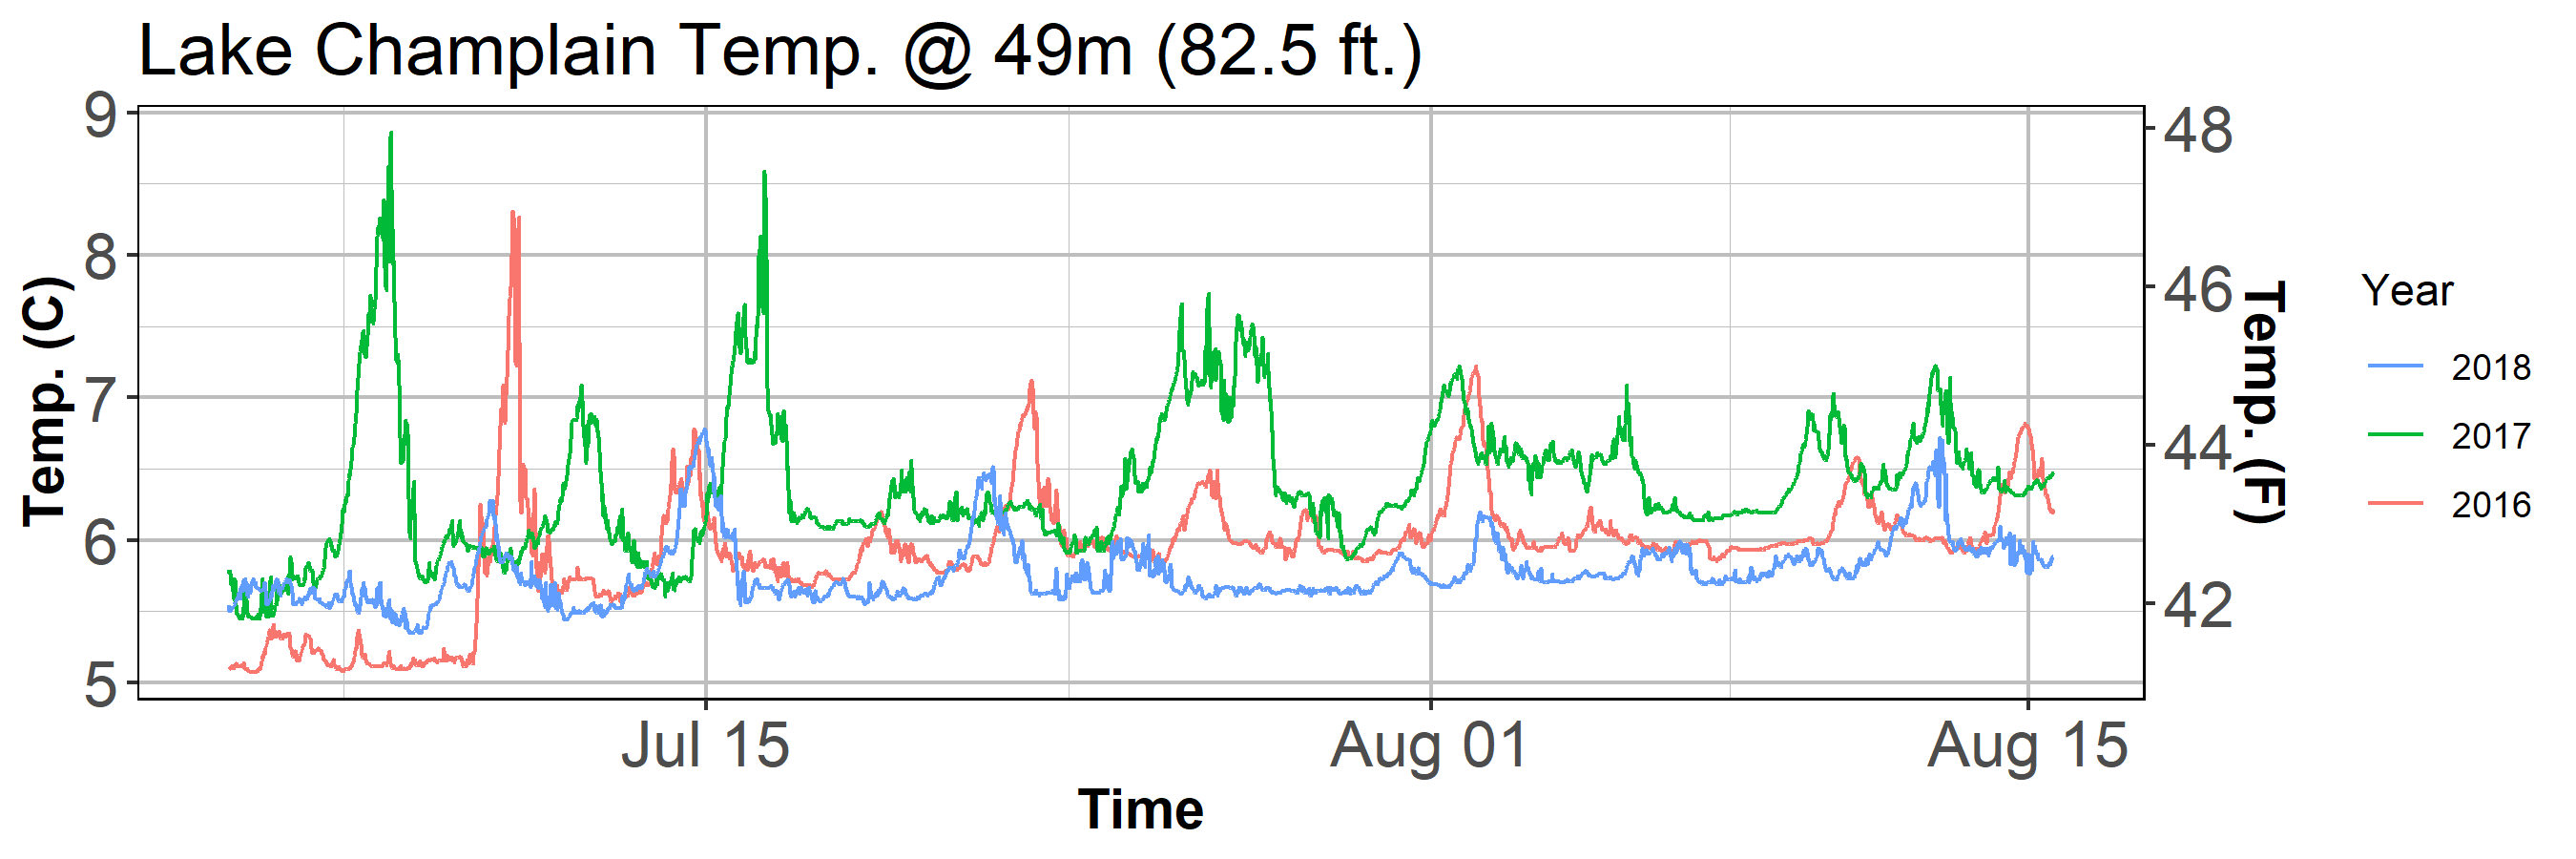 Lake Champlain Temp. @ 49m (82.5 ft.)
9
8
7
6
5
Temp. (C)
48
46
44
42
Temp. (F)
Jul 15
Aug 01
Aug 15
Time
Year
2018
2017
2016